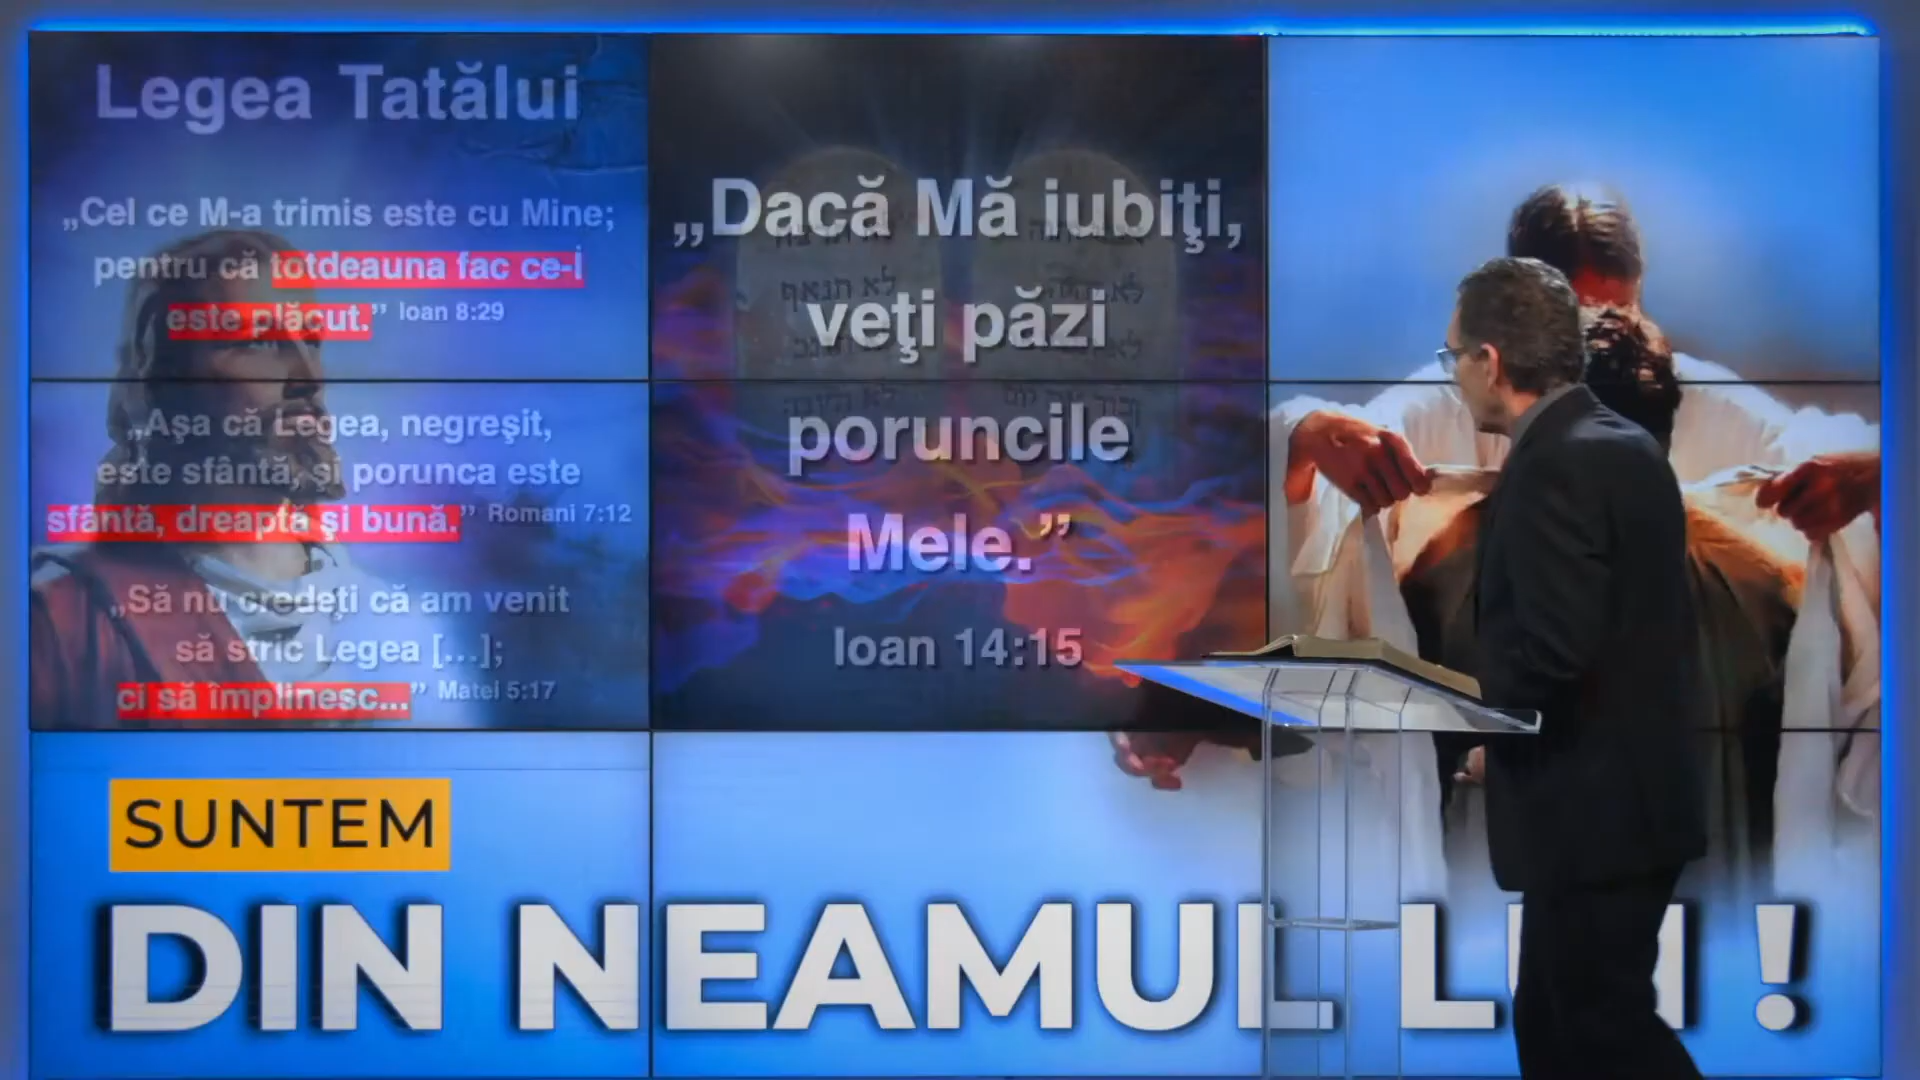 Legea Tatălui
„Cel ce M-a trimis este cu Mine;
pentru că totdeauna fac ce-I
este plăcut.” Ioan 8:29
„Aşa că Legea, negreşit,
este sfântă, şi porunca este
sfântă, dreaptă şi bună.” Romani 7:12
„Să nu credeţi că am venit
să stric Legea [...];
ci să împlinesc...” Matei 5:17
„Dacă Mă iubiţi,
veţi păzi
poruncile
Mele.”
Ioan 14:15
לא תנאף
SUNTEM
DIN NEAMUL LUI !